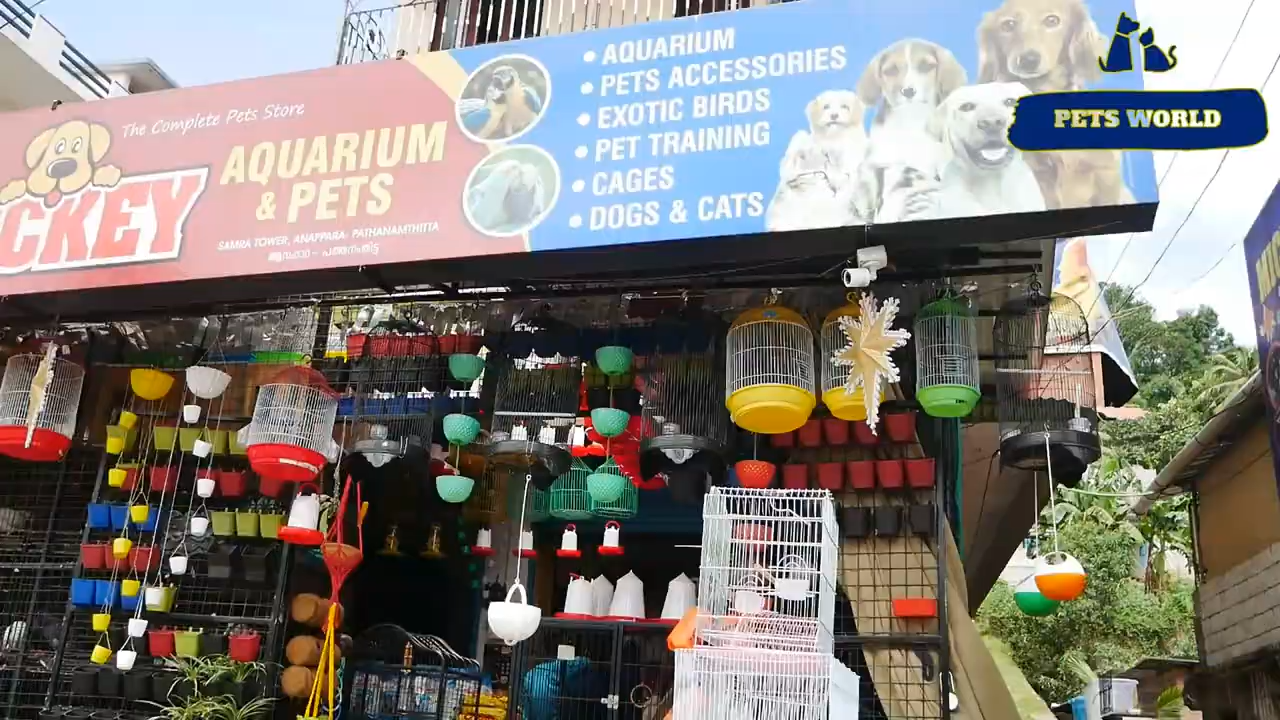 The Complete Pets Store
CKEY
AQUARIUM
& PETS
SAMRA TOWER, ANAPPARA- PATHANAMTHITTA
• AQUARIUM
• PETS ACCESSORIES
• EXOTIC BIRDS
• PET TRAINING
• CAGES
• DOGS & CATS
PETS WORLD